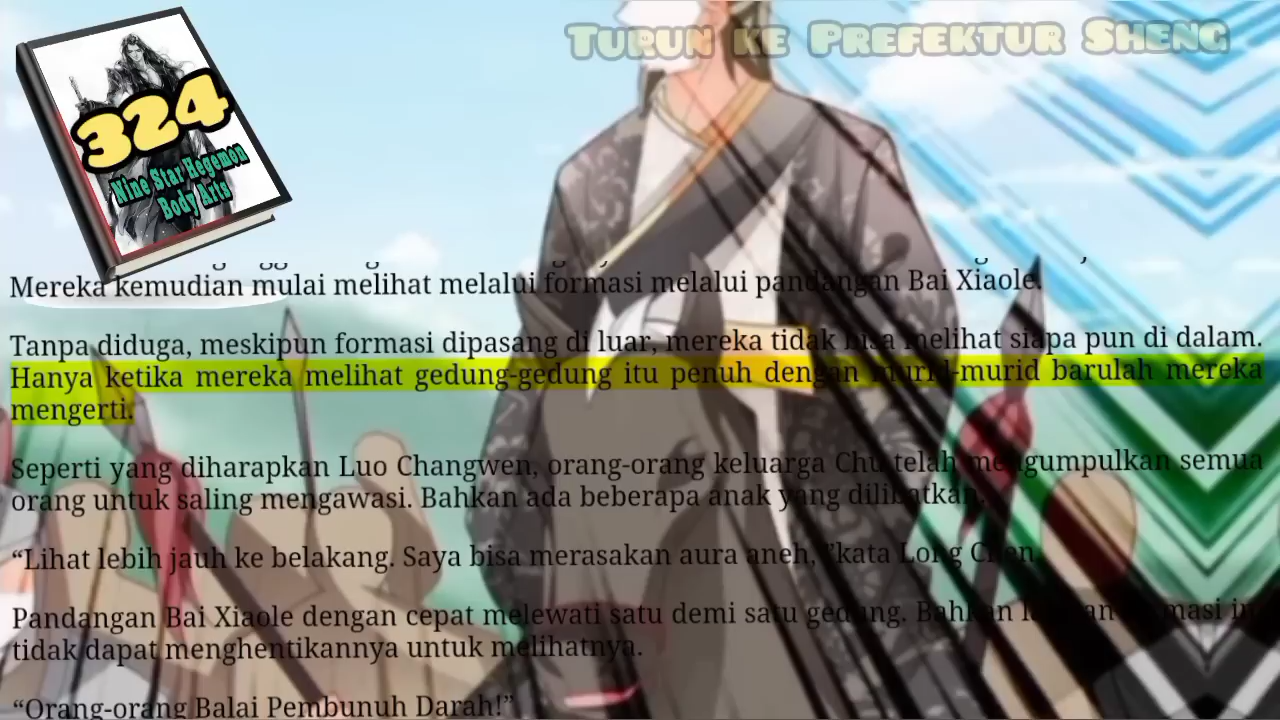 Turun ke Prefektur Sheng
324
Nine Star Hegemon
Body Arts
Mereka kemudian mulai melihat melalui formasi melalui pandangan Bai Xiaole.
Tanpa diduga, meskipun formasi dipasang di luar, mereka tidak bisa melihat siapa pun di dalam.
Hanya ketika mereka melihat gedung-gedung itu penuh dengan murid-murid barulah mereka
mengerti.
Seperti yang diharapkan Luo Changwen, orang-orang keluarga Chu telah mengumpulkan semua
orang untuk saling mengawasi. Bahkan ada beberapa anak yang dilibatkan.
“Lihat lebih jauh ke belakang. Saya bisa merasakan aura aneh,” kata Long Chen.
Pandangan Bai Xiaole dengan cepat melewati satu demi satu gedung. Bahkan
tidak dapat menghentikannya untuk melihatnya.
“Orang-orang Balai Pembunuh Darah!”